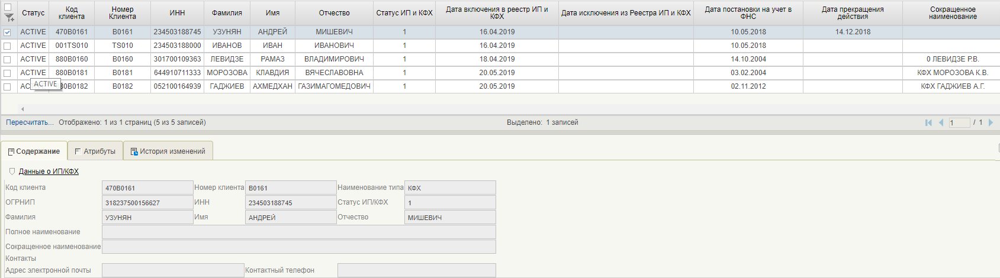 Статус Код клиента Номер Клиента ИНН Фамилия Имя Отчество Статус ИП и КФХ Дата включения в реестр ИП и КФХ Дата исключения из Реестра ИП и КФХ Дата постановки на учет в ФНС Дата прекращения действия Сокращенное наименование
ACTIVE 470B0161 B0161 234503188745 УЗУНЯН АНДРЕЙ МИШЕВИЧ 1 16.04.2019 10.05.2018 14.12.2018
ACTIVE 001TS010 TS010 234503188000 ИВАНОВ ИВАН ИВАНОВИЧ 1 16.04.2019 10.05.2018
ACTIVE 880B0160 B0160 301700109363 ЛЕВИДЗЕ РАМАЗ ВЛАДИМИРОВИЧ 1 18.04.2019 14.10.2004 0 ЛЕВИДЗЕ Р.В.
ACTIVE 880B0181 B0181 644910711333 МОРОЗОВА КЛАВДИЯ ВЯЧЕСЛАВОВНА 1 20.05.2019 03.02.2004 КФХ МОРОЗОВА К.В.
ACTIVE
B0182 052100164939 ГАДЖИЕВ АХМЕДХАН ГАЗИМАГОМЕДОВИЧ 1 20.05.2019 02.11.2012 КФХ ГАДЖИЕВ А.Г.
Пересчитать... Отображено: 1 из 1 страниц (5 из 5 записей) Выделено: 1 записей 1 / 1
Содержание Атрибуты История изменений
Данные о ИП/КФХ
Код клиента 470B0161 Номер клиента B0161 Наименование типа КФХ
ОГРНИП 318237500156627 ИНН 234503188745 Статус ИП/КФХ 1
Фамилия УЗУНЯН Имя АНДРЕЙ Отчество МИШЕВИЧ
Полное наименование
Сокращенное наименование
Контакты
Адрес электронной почты Контактный телефон